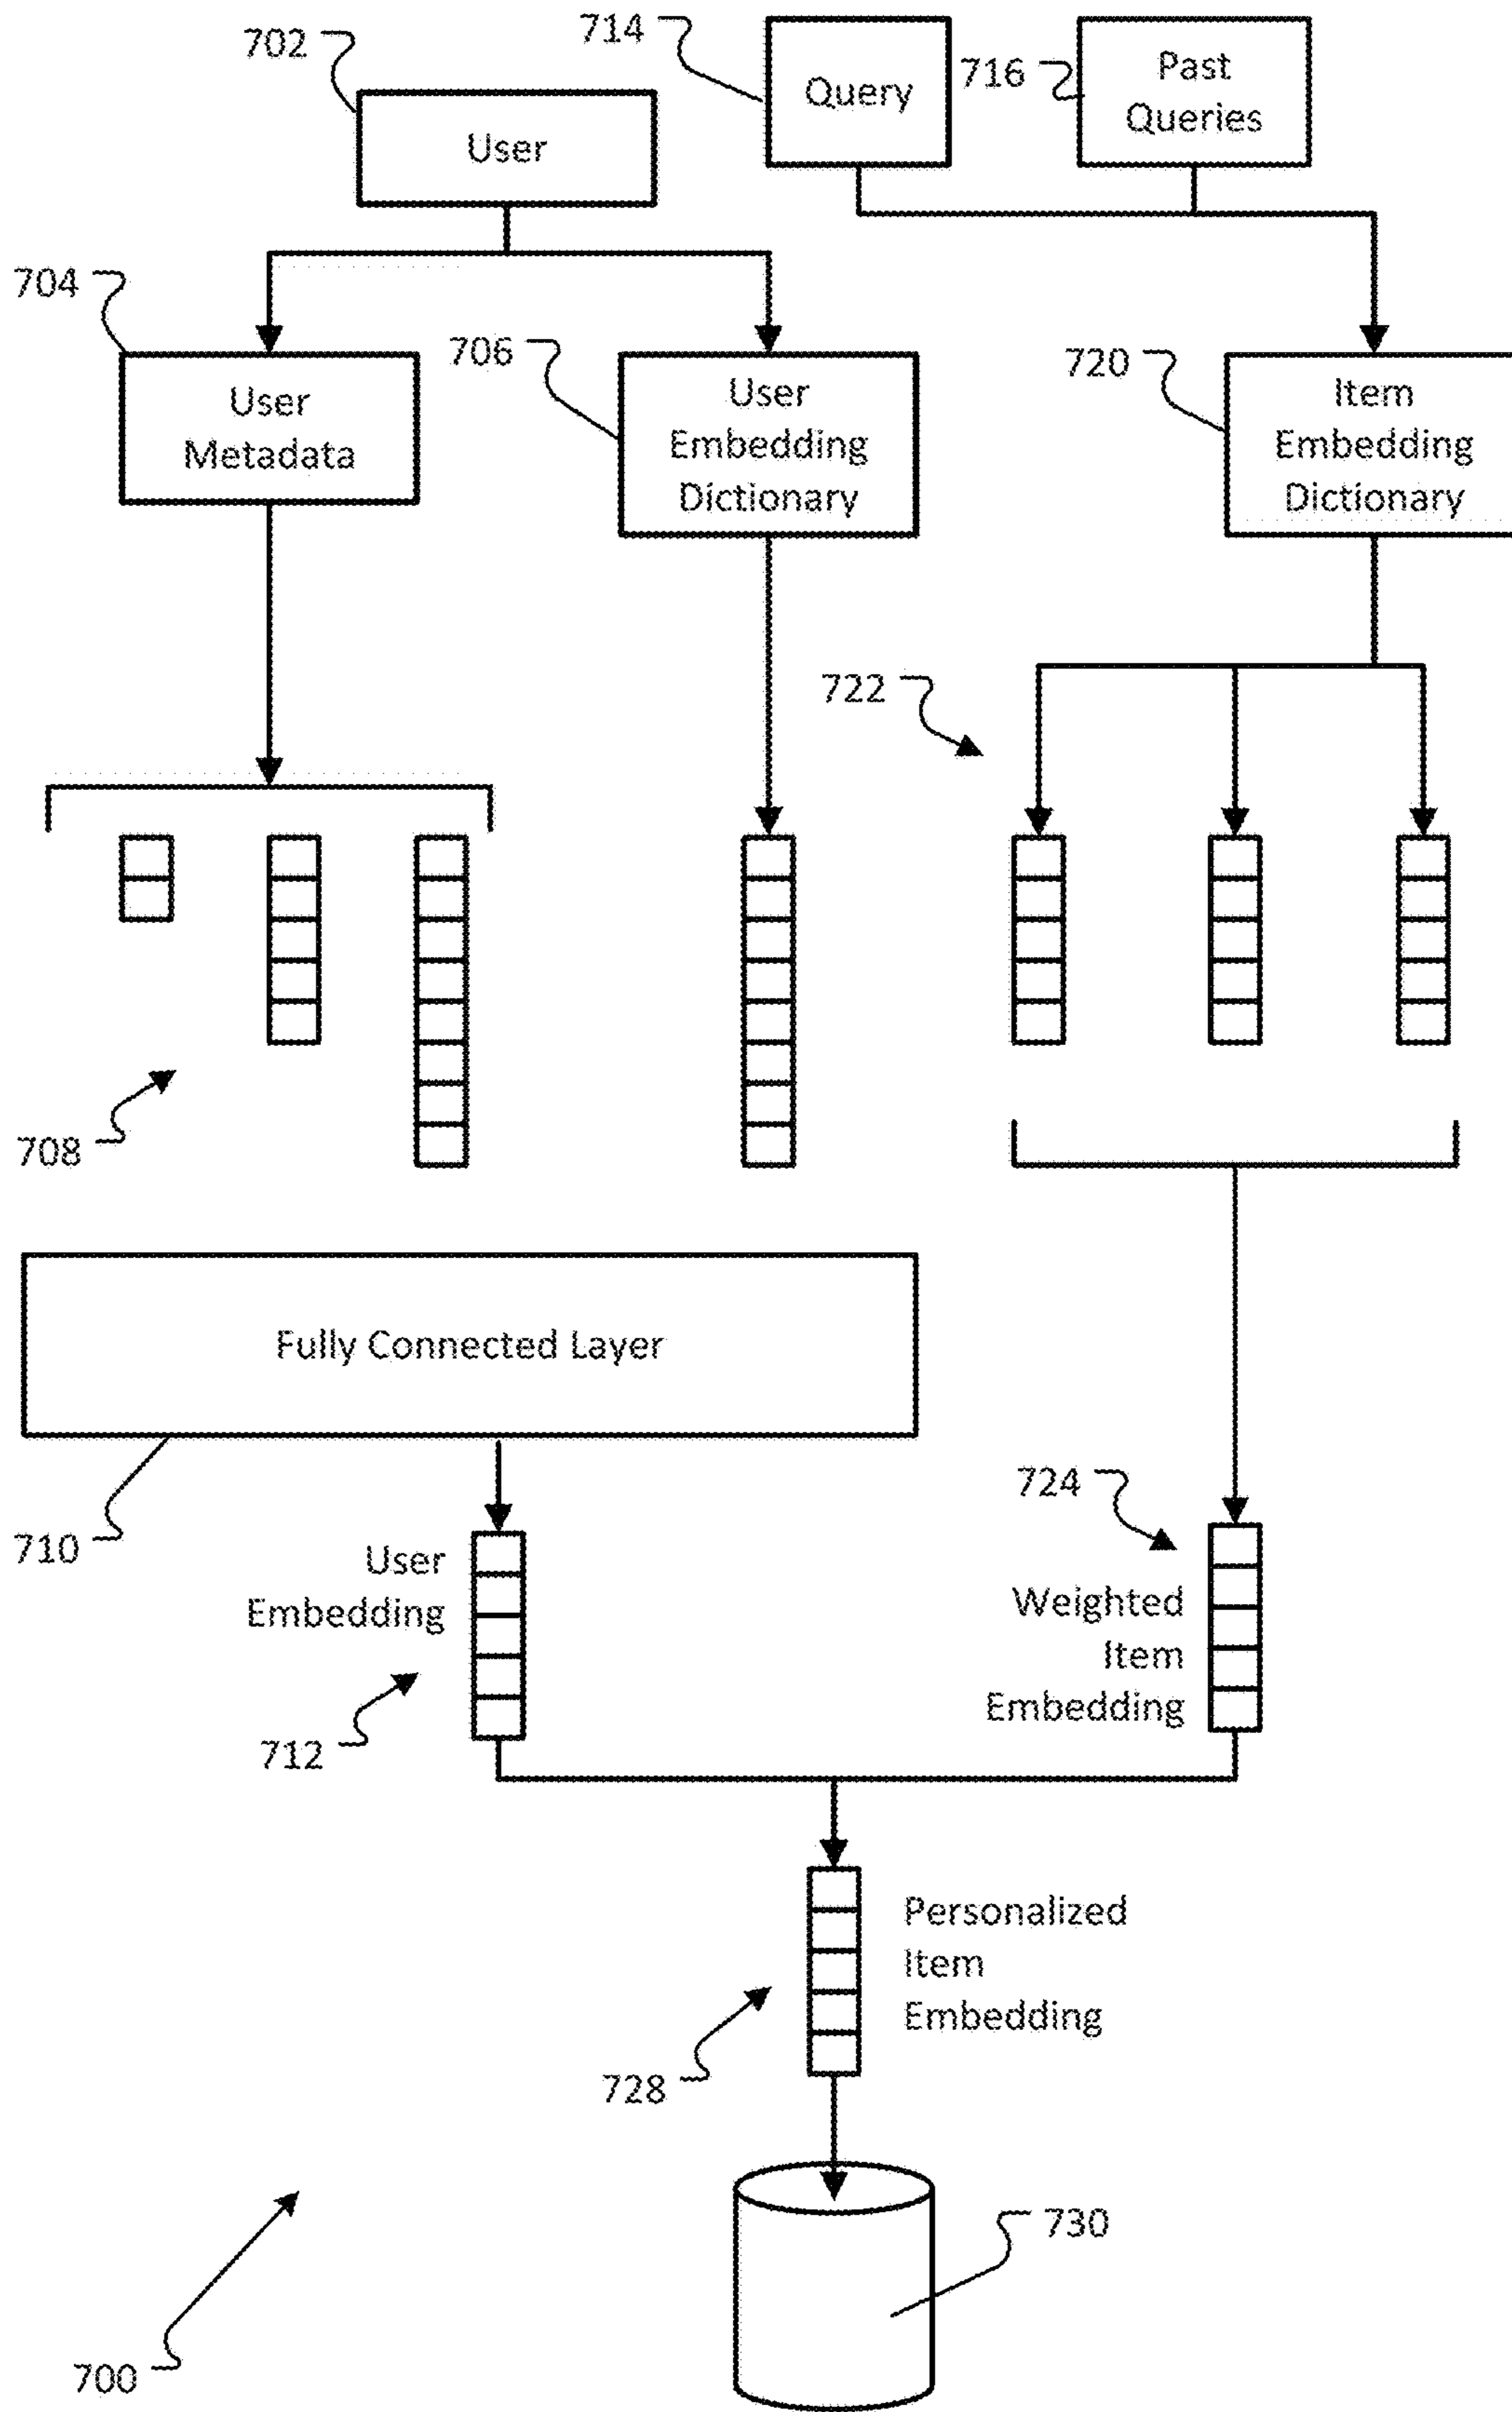 702
714
716
User
Query
Past
Queries
704
706
720
User
Metadata
User
Embedding
Dictionary
Item
Embedding
Dictionary
722
708
Fully Connected Layer
710
User
Embedding
712
724
Weighted
Item
Embedding
Personalized
Item
Embedding
728
730
700